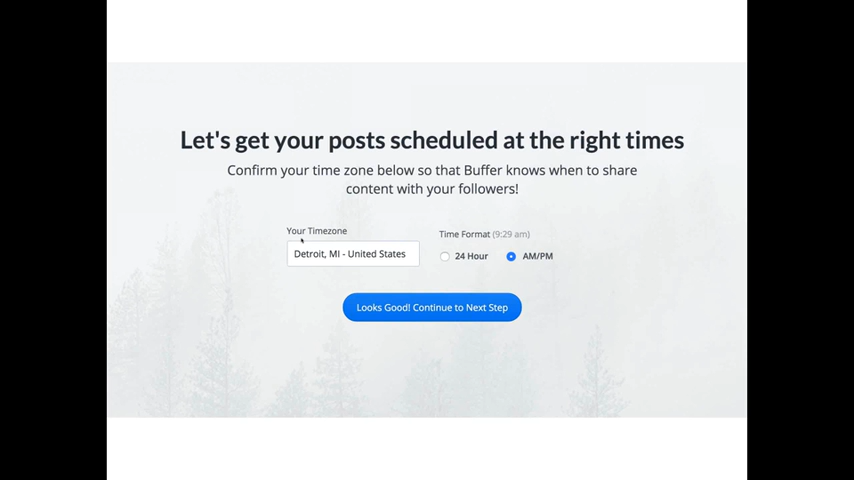 Let's get your posts scheduled at the right times
Confirm your time zone below so that Buffer knows when to share
content with your followers!
Your Timezone
Detroit, MI - United States
Time Format (9:29 am)
24 Hour
AM/PM
Looks Good! Continue to Next Step